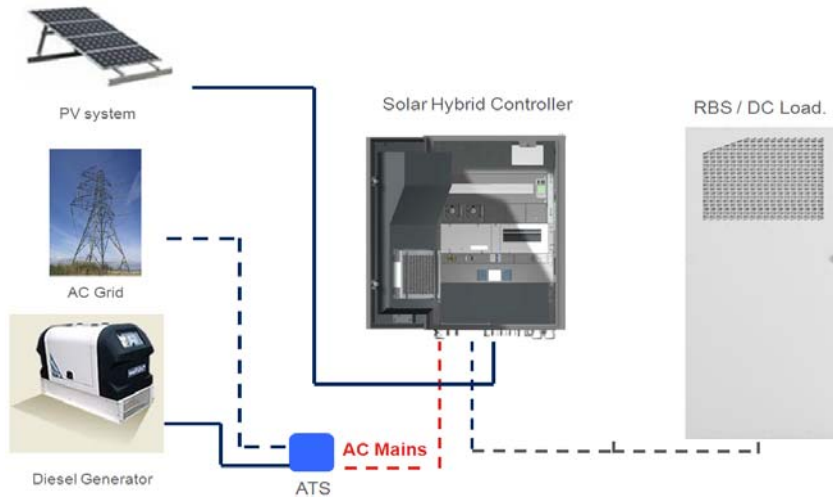 PV system
Solar Hybrid Controller
RBS / DC Load.
AC Grid
AC Mains
Diesel Generator
ATS